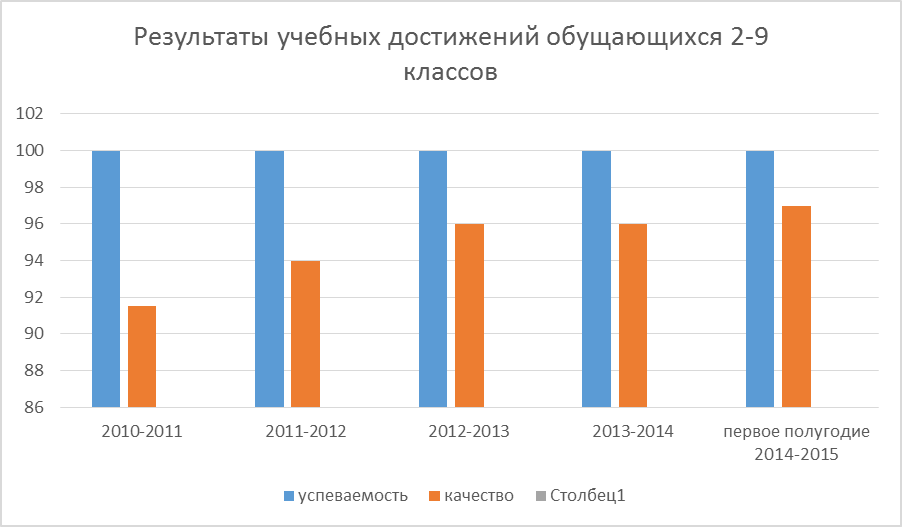 Результаты учебных достижений обущающихся 2-9
классов
102
100
98
96
94
92
90
88
86
2010-2011
2011-2012
2012-2013
2013-2014
первое полугодие
2014-2015
успеваемость
качество
Столбец1